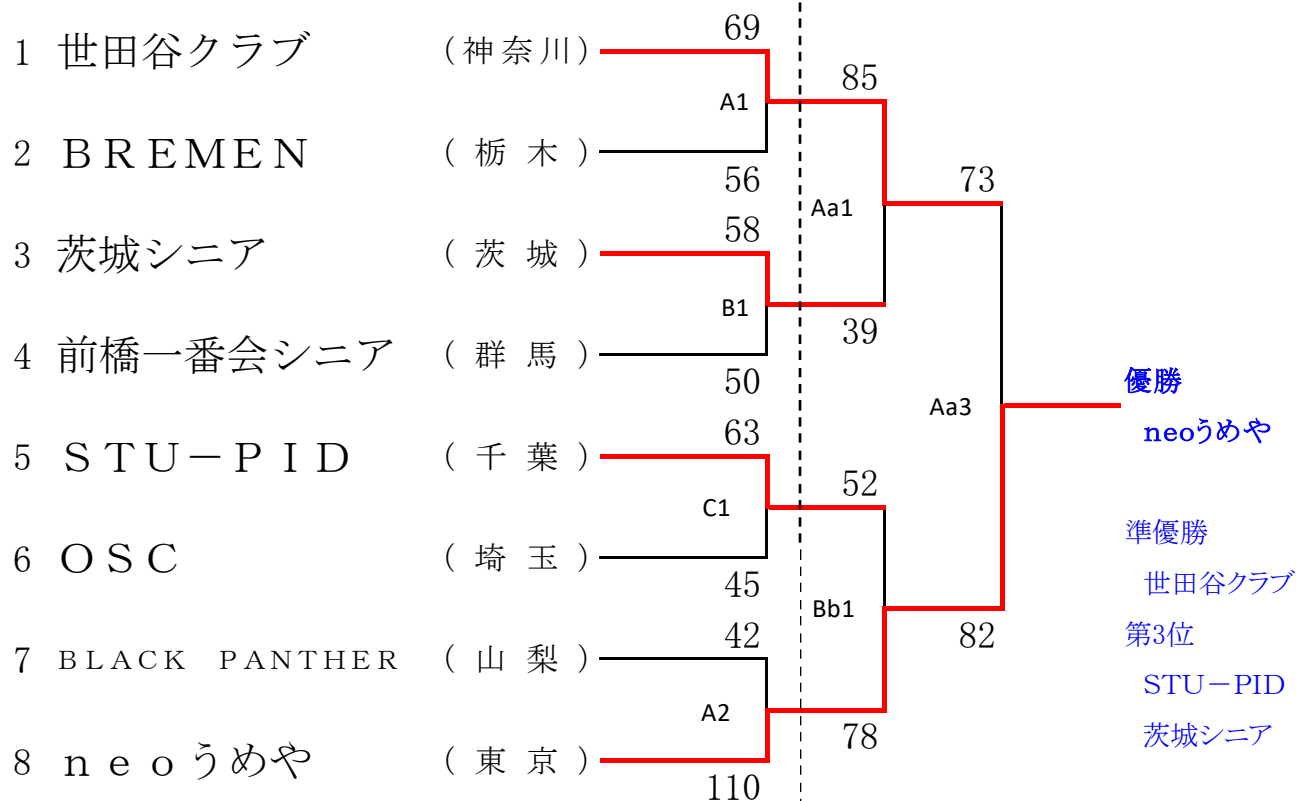 69
1 世田谷クラブ (神奈川)
85
A1
2 ＢＲＥＭＥＮ (栃木)
56
73
Aa1
58
3 茨城シニア (茨城)
B1
39
4 前橋一番会シニア (群馬)
50
優勝
Aa3
neoうめや
63
5 ＳＴＵ－ＰＩＤ (千葉)
52
C1
準優勝
6 ＯＳＣ (埼玉)
45
世田谷クラブ
Bb1
42
82
第3位
7 ＢＬＡＣＫ ＰＡＮＴＨＥＲ (山梨)
STU－PID
A2
78
茨城シニア
8 ｎｅｏうめや (東京)
110